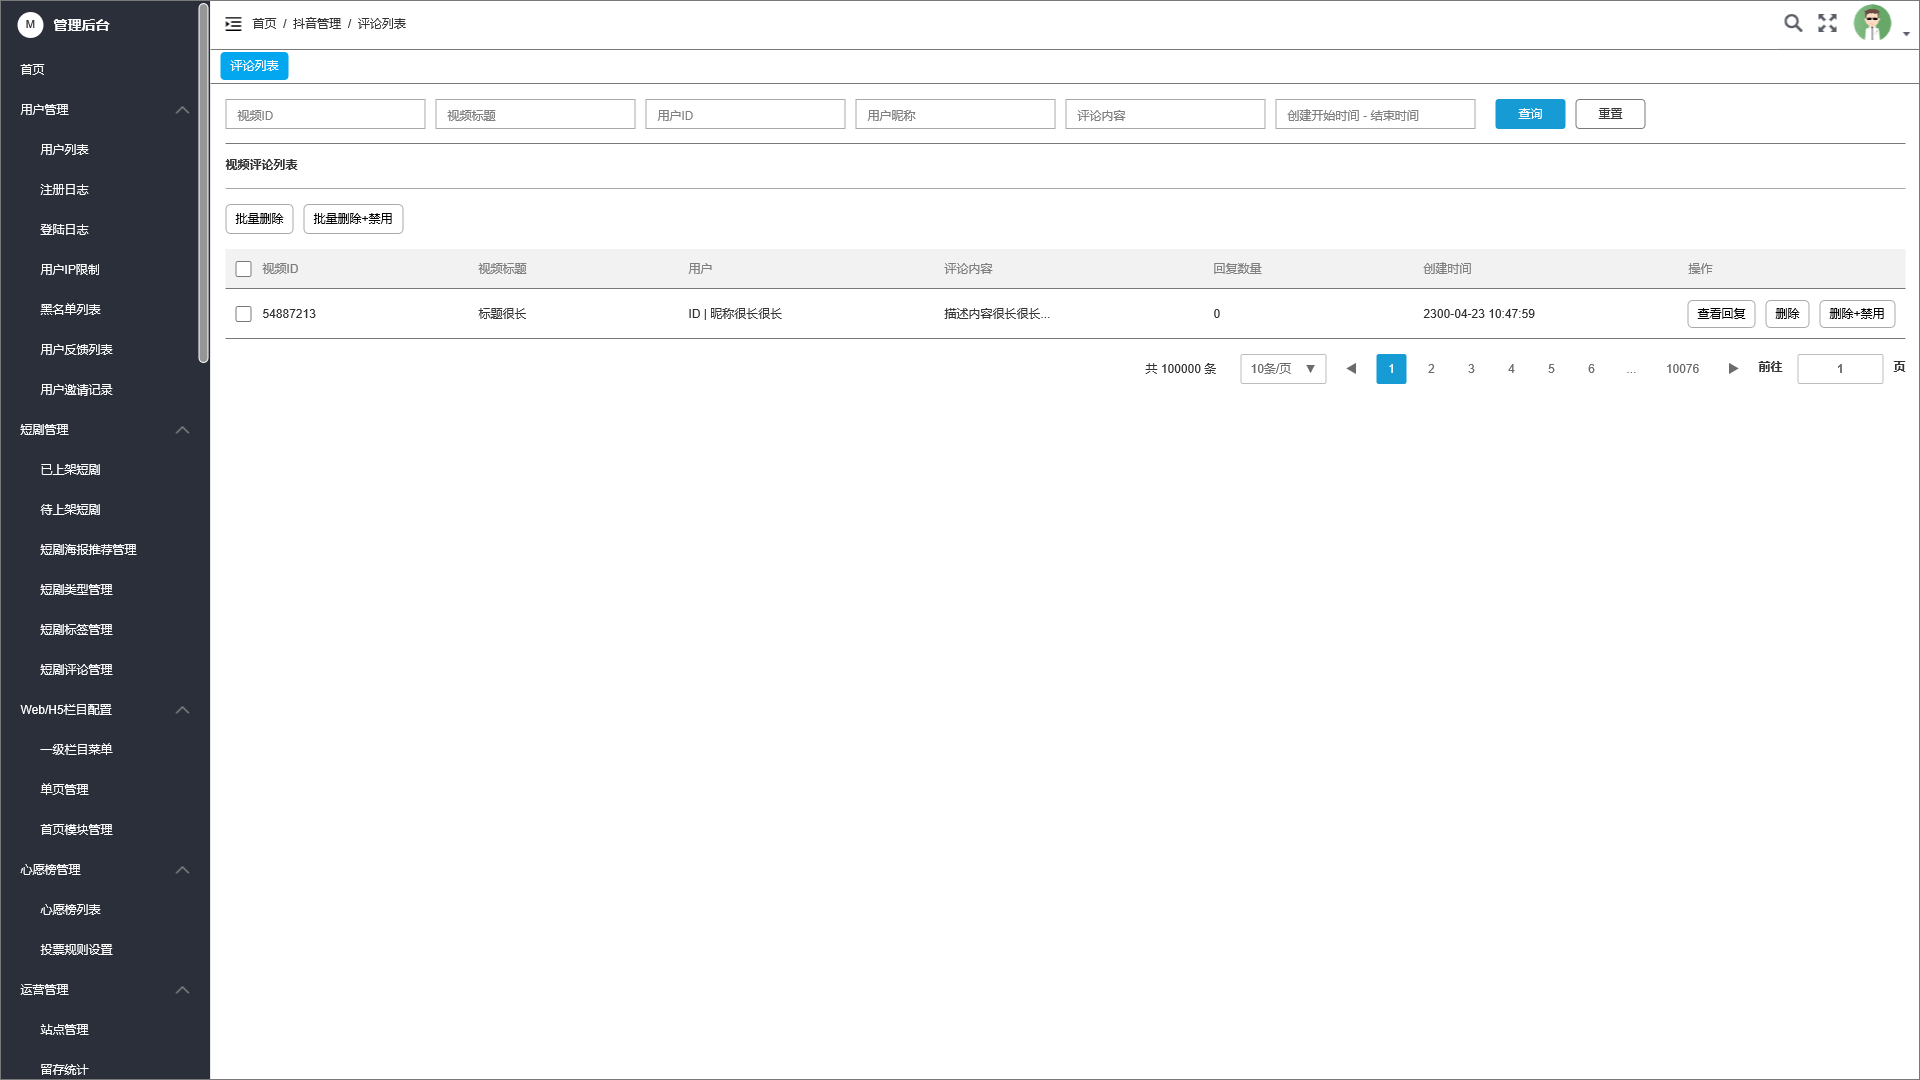 M 管理后台
首页
用户管理
用户列表
注册日志
登陆日志
用户IP限制
黑名单列表
用户反馈列表
用户邀请记录
短剧管理
已上架短剧
待上架短剧
短剧海报推荐管理
短剧类型管理
短剧标签管理
短剧评论管理
Web/H5栏目配置
一级栏目菜单
单页管理
首页模块管理
心愿榜管理
心愿榜列表
投票规则设置
运营管理
站点管理
留存统计
首页 / 抖音管理 / 评论列表
评论列表
视频ID 视频标题 用户ID 用户昵称 评论内容 创建开始时间 - 结束时间 查询 重置
视频评论列表
批量删除 批量删除+禁用
视频ID 视频标题 用户 评论内容 回复数量 创建时间 操作
54887213 标题很长 ID | 昵称很长很长 描述内容很长很长... 0 2300-04-23 10:47:59 查看回复 删除 删除+禁用
共 100000 条 10条/页 ▼ ◀ 1 2 3 4 5 6 ... 10076 ▶ 前往 1 页